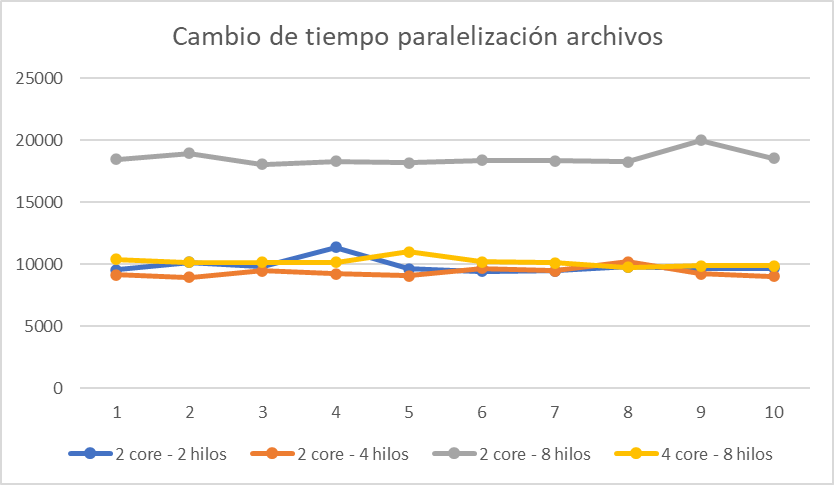 Cambio de tiempo paralelización archivos
25000
20000
15000
10000
5000
0
1 2 3 4 5 6 7 8 9 10
2 core - 2 hilos 2 core - 4 hilos 2 core - 8 hilos 4 core - 8 hilos